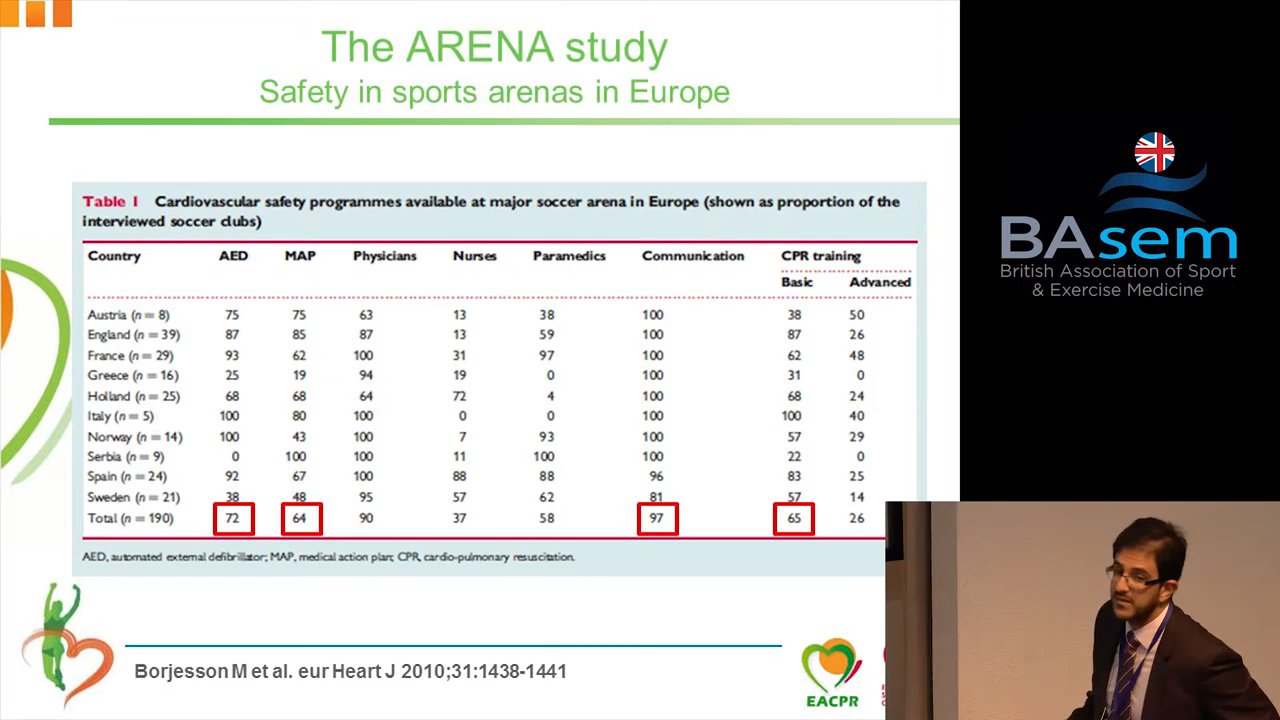 The ARENA study
Safety in sports arenas in Europe
Table 1 Cardiovascular safety programmes available at major soccer arena in Europe (shown as proportion of the
interviewed soccer clubs)
Country AED MAP Physicians Nurses Paramedics Communication CPR training
Basic Advanced
Austria (n = 8) 75 75 63 13 38 100 38 50
England (n = 39) 87 85 87 13 59 100 87 26
France (n = 29) 93 62 100 31 97 100 62 48
Greece (n = 16) 25 19 94 19 0 100 31 0
Holland (n = 25) 68 68 64 72 4 100 68 24
Italy (n = 5) 100 80 100 0 0 100 100 40
Norway (n = 14) 100 43 100 7 93 100 57 29
Serbia (n = 9) 0 100 100 11 100 100 22 0
Spain (n = 24) 92 67 100 88 88 96 83 25
Sweden (n = 21) 38 48 95 57 62 81 57 14
Total (n = 190) 72 64 90 37 58 97 65 26
AED, automated external defibrillator; MAP, medical action plan; CPR, cardio-pulmonary resuscitation.
Borjesson M et al. eur Heart J 2010;31:1438-1441
EACPR
BAsem
British Association of Sport
& Exercise Medicine